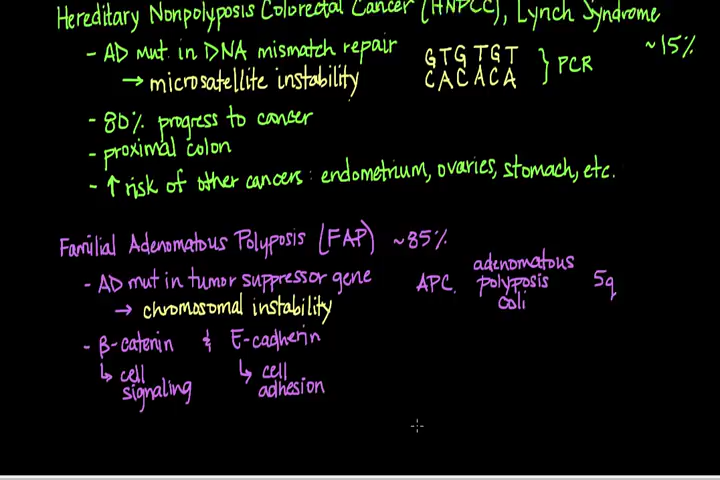 Hereditary Nonpolyposis Colorectal Cancer (HNPCC), Lynch Syndrome
~15%
- AD mut. in DNA mismatch repair
→ microsatellite instability
GTGTGT
CACACA
} PCR
- 80% progress to cancer
- proximal colon
- ↑ risk of other cancers: endometrium, ovaries, stomach, etc.
Familial Adenomatous Polyposis (FAP) ~85%
- AD mut in tumor suppressor gene
→ chromosomal instability
APC.
adenomatous
polyposis
coli
5q
- β-catenin & E-cadherin
↳ cell
signaling
↳ cell
adhesion